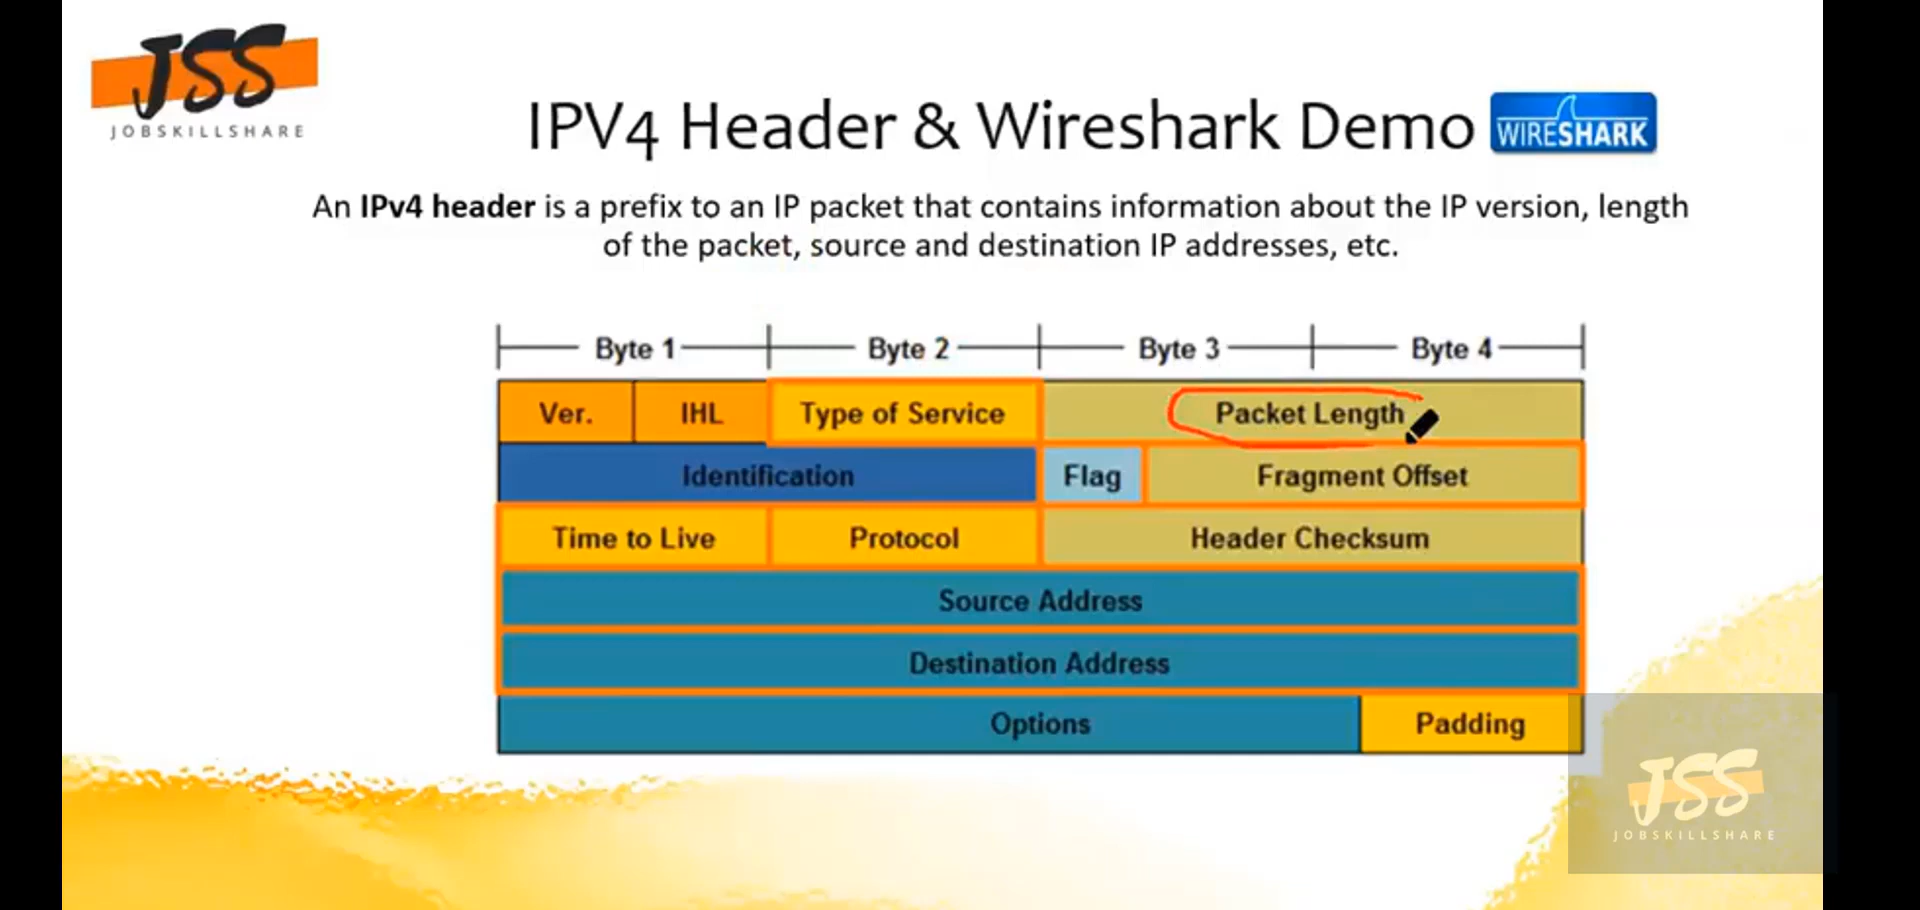 JSS
JOBSKILLSHARE
IPV4 Header & Wireshark Demo
WIRESHARK
An IPv4 header is a prefix to an IP packet that contains information about the IP version, length
of the packet, source and destination IP addresses, etc.
Byte 1 Byte 2 Byte 3 Byte 4
Ver. IHL Type of Service Packet Length
Identification Flag Fragment Offset
Time to Live Protocol Header Checksum
Source Address
Destination Address
Options Padding
JSS
JOBSKILLSHARE